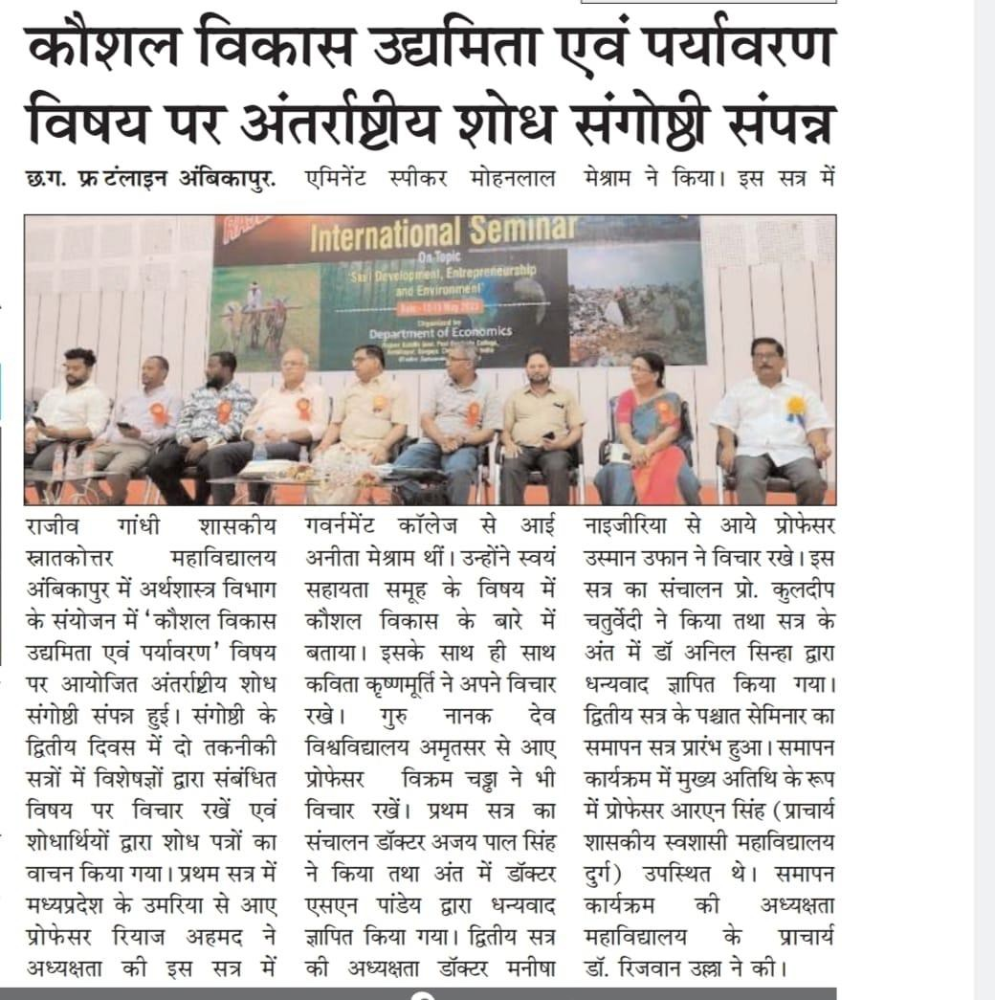 कौशल विकास उद्यमिता एवं पर्यावरण
विषय पर अंतर्राष्ट्रीय शोध संगोष्ठी संपन्न
छ.ग. फ्रटंलाइन अंबिकापुर.
राजीव गांधी शासकीय
स्नातकोत्तर महाविद्यालय
अंबिकापुर में अर्थशास्त्र विभाग
के संयोजन में ‘कौशल विकास
उद्यमिता एवं पर्यावरण’ विषय
पर आयोजित अंतर्राष्ट्रीय शोध
संगोष्ठी संपन्न हुई। संगोष्ठी के
द्वितीय दिवस में दो तकनीकी
सत्रों में विशेषज्ञों द्वारा संबंधित
विषय पर विचार रखें एवं
शोधार्थियों द्वारा शोध पत्रों का
वाचन किया गया। प्रथम सत्र में
मध्यप्रदेश के उमरिया से आए
प्रोफेसर रियाज अहमद ने
अध्यक्षता की इस सत्र में
एमिनेंट स्पीकर मोहनलाल
गवर्नमेंट कॉलेज से आई
अनीता मेश्राम थीं। उन्होंने स्वयं
सहायता समूह के विषय में
कौशल विकास के बारे में
बताया। इसके साथ ही साथ
कविता कृष्णमूर्ति ने अपने विचार
रखे। गुरु नानक देव
विश्वविद्यालय अमृतसर से आए
प्रोफेसर विक्रम चड्ढा ने भी
विचार रखें। प्रथम सत्र का
संचालन डॉक्टर अजय पाल सिंह
ने किया तथा अंत में डॉक्टर
एसएन पांडेय द्वारा धन्यवाद
ज्ञापित किया गया। द्वितीय सत्र
की अध्यक्षता डॉक्टर मनीषा
मेश्राम ने किया। इस सत्र में
नाइजीरिया से आये प्रोफेसर
उस्मान उफान ने विचार रखे। इस
सत्र का संचालन प्रो. कुलदीप
चतुर्वेदी ने किया तथा सत्र के
अंत में डॉ अनिल सिन्हा द्वारा
धन्यवाद ज्ञापित किया गया।
द्वितीय सत्र के पश्चात सेमिनार का
समापन सत्र प्रारंभ हुआ। समापन
कार्यक्रम में मुख्य अतिथि के रूप
में प्रोफेसर आरएन सिंह (प्राचार्य
शासकीय स्वशासी महाविद्यालय
दुर्ग) उपस्थित थे। समापन
कार्यक्रम की अध्यक्षता
महाविद्यालय के प्राचार्य
डॉ. रिजवान उल्ला ने की।
International Seminar
On Topic
'Skill Development, Entrepreneurship
and Environment'
Organized by
Department of Economics